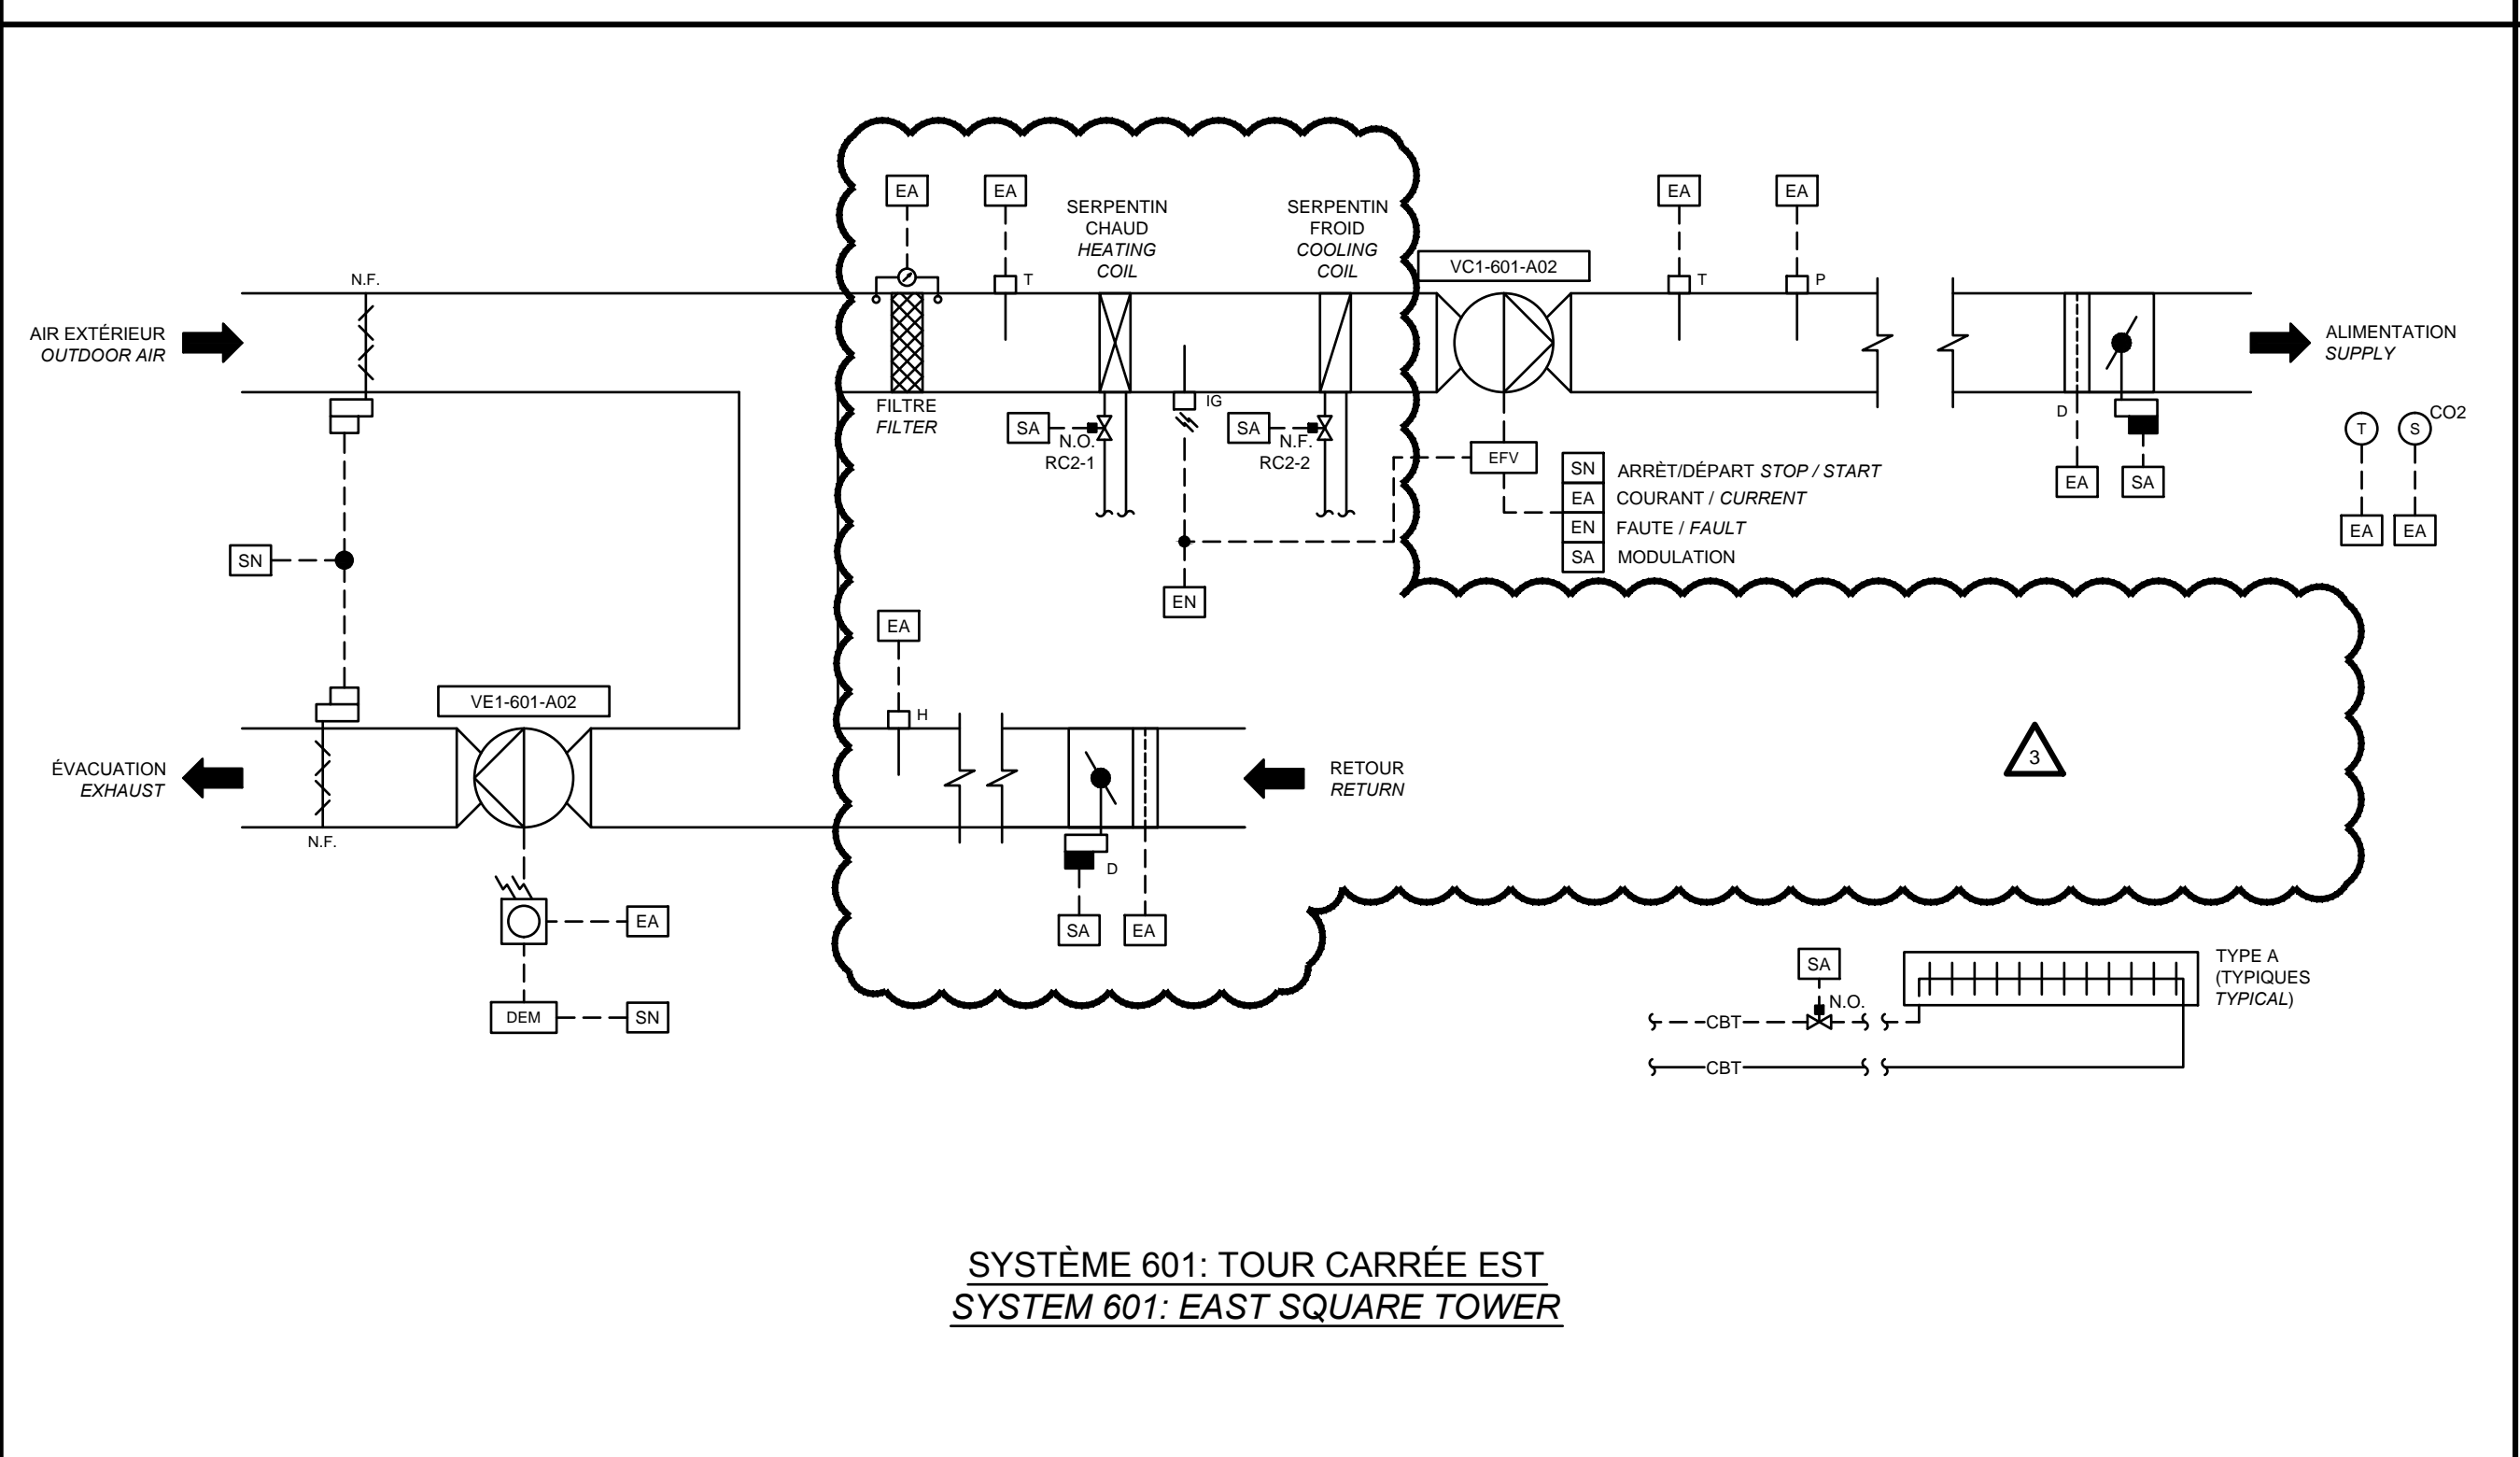 EA
EA
EA
EA
SERPENTIN
CHAUD
HEATING
COIL
SERPENTIN
FROID
COOLING
COIL
VC1-601-A02
N.F.
T
T
P
AIR EXTÉRIEUR
OUTDOOR AIR
ALIMENTATION
SUPPLY
FILTRE
FILTER
IG
D
CO2
SA
N.O.
RC2-1
SA
N.F.
RC2-2
EFV
T
S
SN
ARRÈT/DÉPART STOP / START
EA
COURANT / CURRENT
EN
FAUTE / FAULT
SA
MODULATION
EA
SA
EA
EA
SN
EN
EA
VE1-601-A02
H
ÉVACUATION
EXHAUST
RETOUR
RETURN
3
N.F.
D
EA
SA
EA
DEM
SN
SA
N.O.
CBT
CBT
TYPE A
(TYPIQUES
TYPICAL)
SYSTÈME 601: TOUR CARRÉE EST
SYSTEM 601: EAST SQUARE TOWER